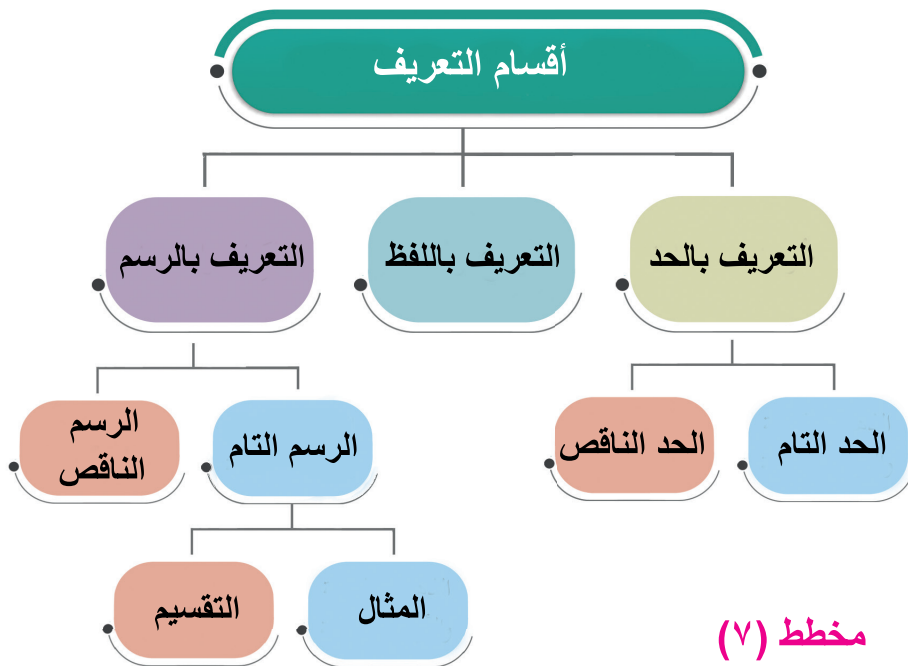 أقسام التعريف
التعريف بالحد
التعريف باللفظ
التعريف بالرسم
الحد التام
الحد الناقص
الرسم التام
الرسم
الناقص
المثال
التقسيم
مخطط (٧)